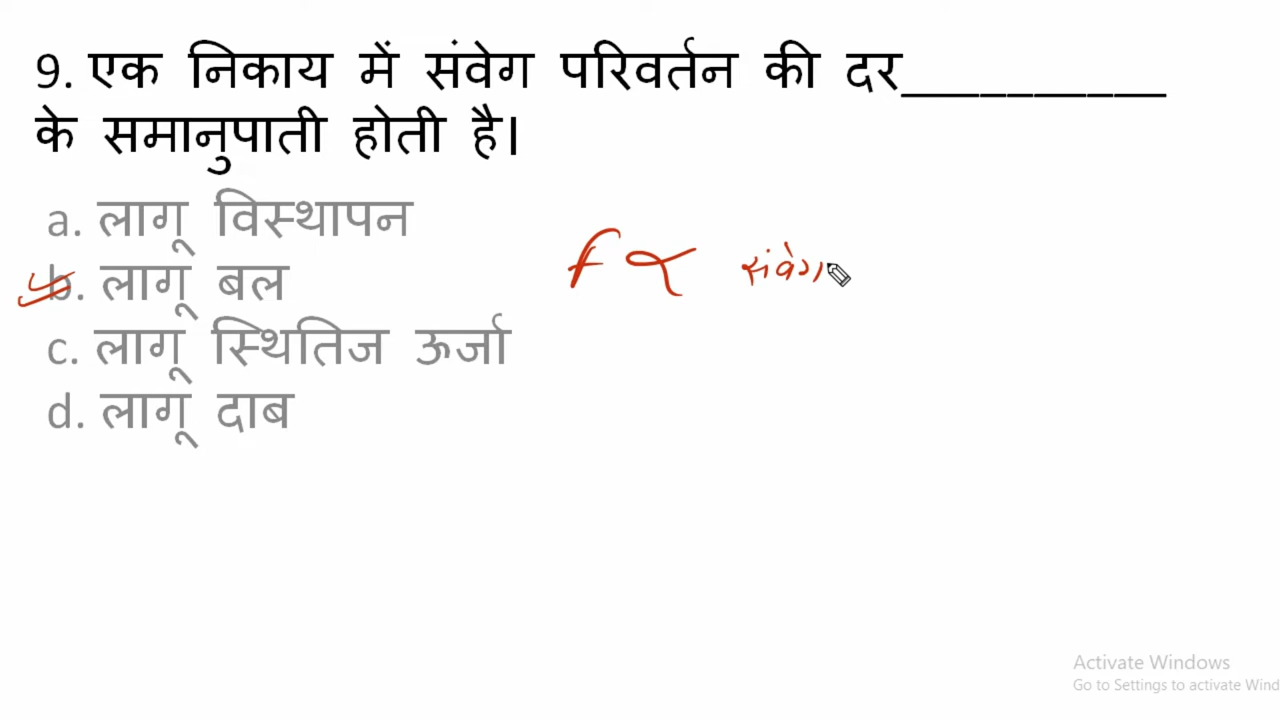 9. एक निकाय में संवेग परिवर्तन की दर__________
के समानुपाती होती है।
a. लागू विस्थापन
b. लागू बल
c. लागू स्थितिज ऊर्जा
d. लागू दाब
f ∝ संवेग
Activate Windows
Go to Settings to activate Wind